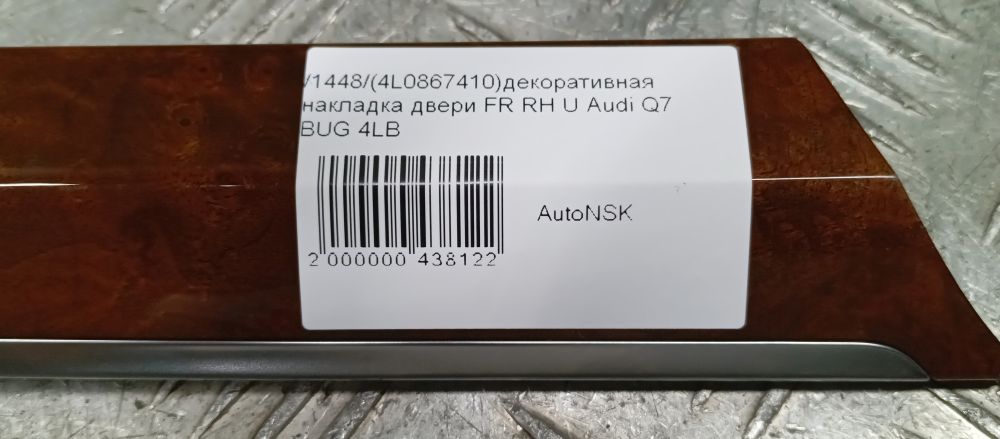 /1448/(4L0867410)декоративная
накладка двери FR RH U Audi Q7
BUG 4LB
AutoNSK
2 000000 438122